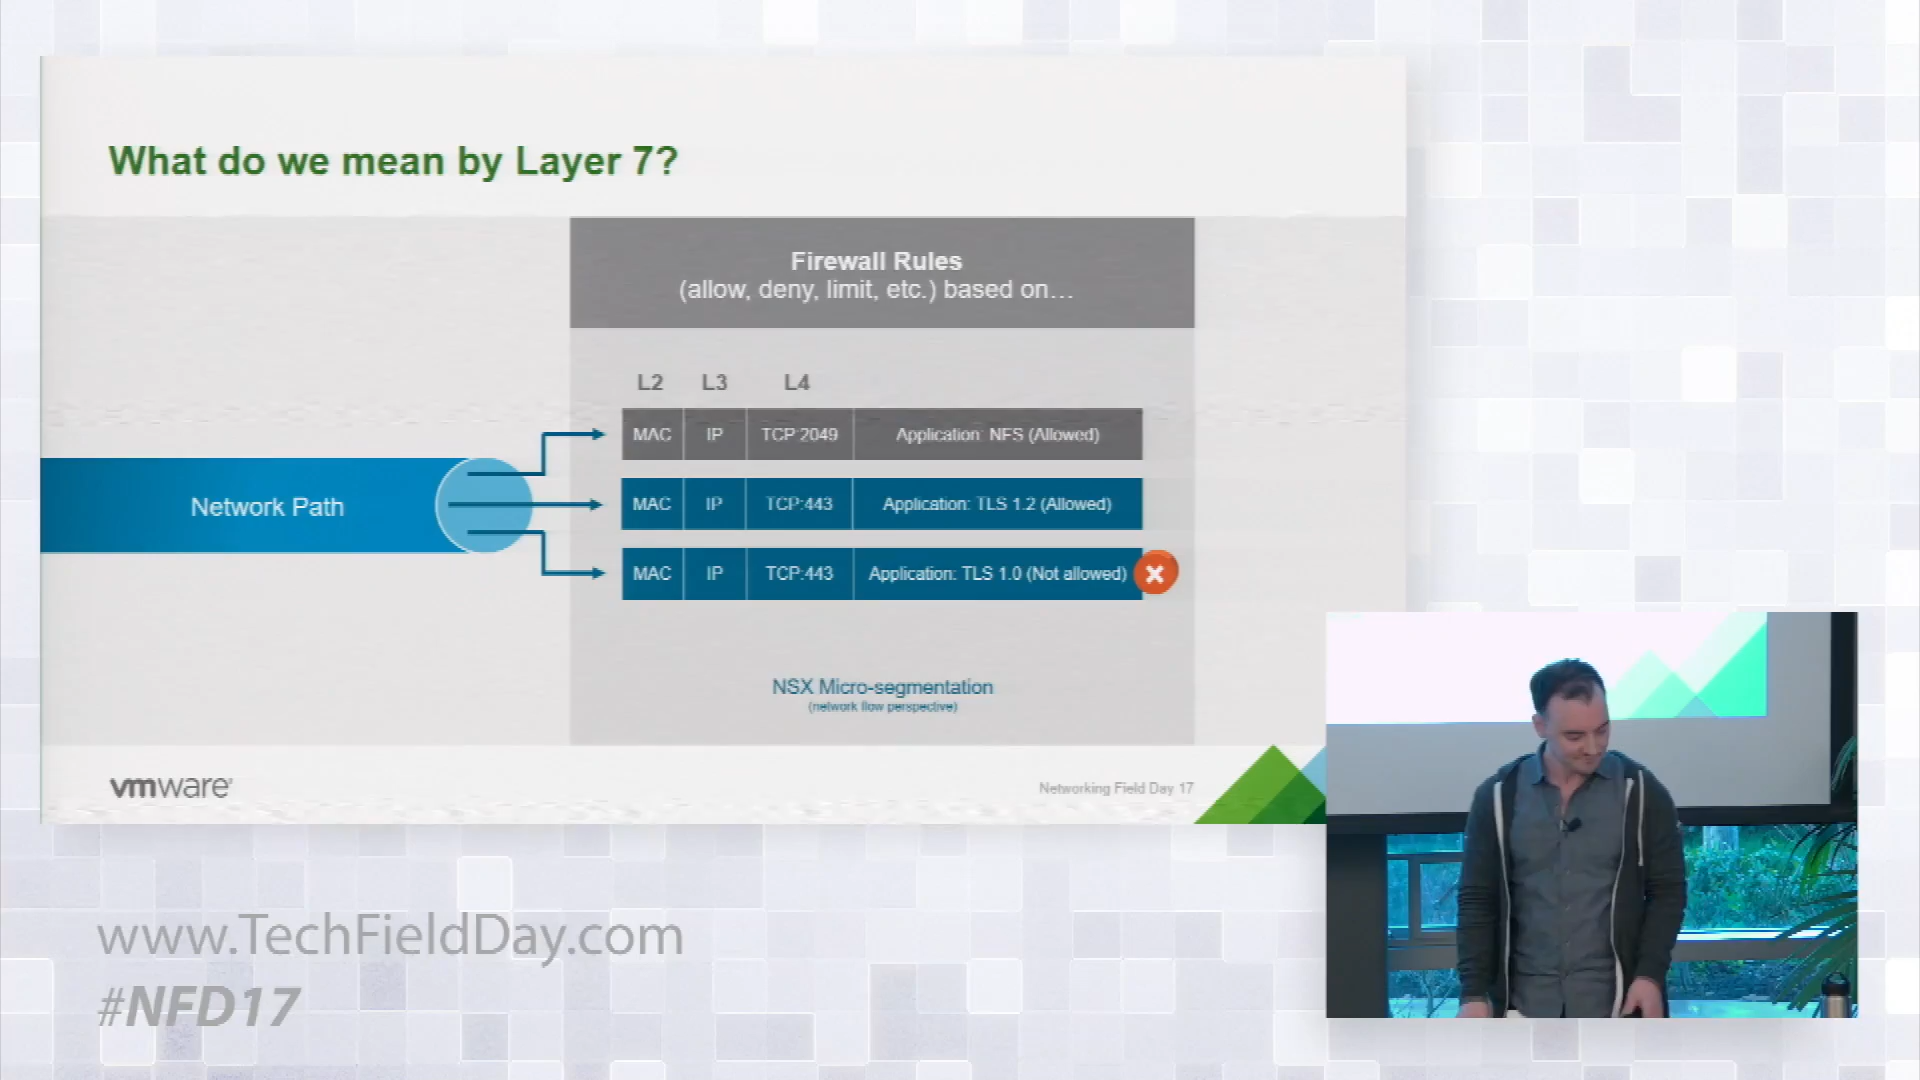 What do we mean by Layer 7?
Firewall Rules
(allow, deny, limit, etc.) based on…
L2 L3 L4
MAC IP TCP:2049 Application: NFS (Allowed)
Network Path
MAC IP TCP:443 Application: TLS 1.2 (Allowed)
MAC IP TCP:443 Application: TLS 1.0 (Not allowed)
NSX Micro-segmentation
(network flow perspective)
vmware
Networking Field Day 17
www.TechFieldDay.com
#NFD17